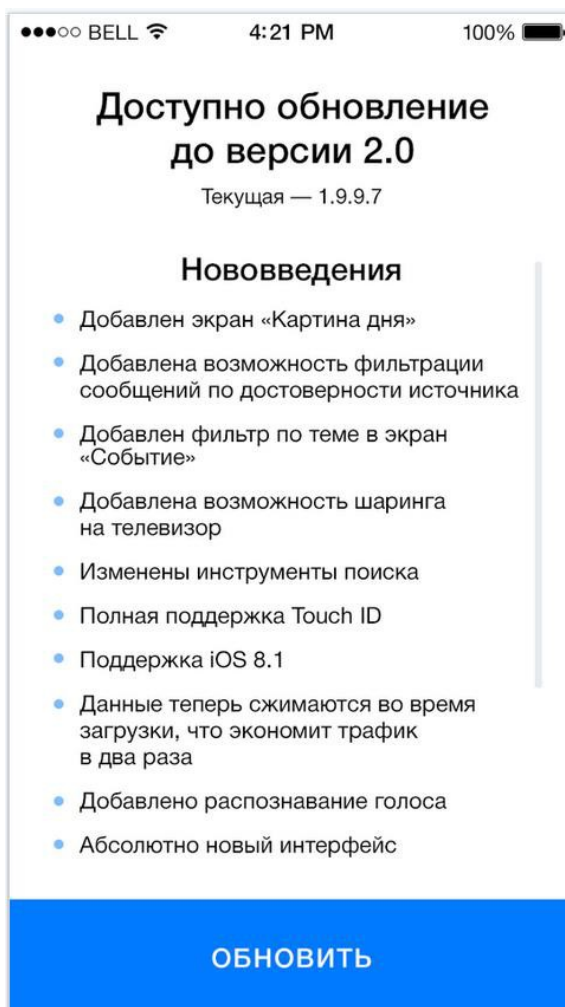 BELL 4:21 PM 100%
Доступно обновление
до версии 2.0
Текущая — 1.9.9.7
Нововведения
Добавлен экран «Картина дня»
Добавлена возможность фильтрации
сообщений по достоверности источника
Добавлен фильтр по теме в экран
«Событие»
Добавлена возможность шаринга
на телевизор
Изменены инструменты поиска
Полная поддержка Touch ID
Поддержка iOS 8.1
Данные теперь сжимаются во время
загрузки, что экономит трафик
в два раза
Добавлено распознавание голоса
Абсолютно новый интерфейс
ОБНОВИТЬ